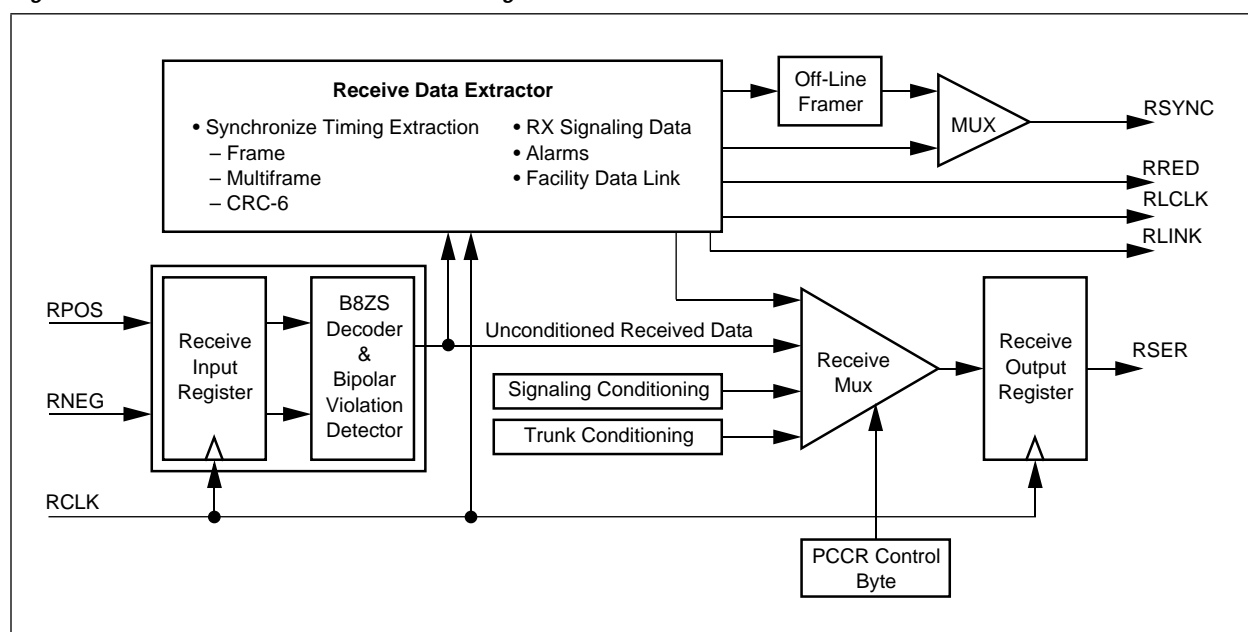 Receive Data Extractor
• Synchronize Timing Extraction
– Frame
– Multiframe
– CRC-6
• RX Signaling Data
• Alarms
• Facility Data Link
Off-Line
Framer
MUX
RSYNC
RRED
RLCLK
RLINK
RPOS
RNEG
RCLK
Receive
Input
Register
B8ZS
Decoder
&
Bipolar
Violation
Detector
Unconditioned Received Data
Signaling Conditioning
Trunk Conditioning
Receive
Mux
PCCR Control
Byte
Receive
Output
Register
RSER